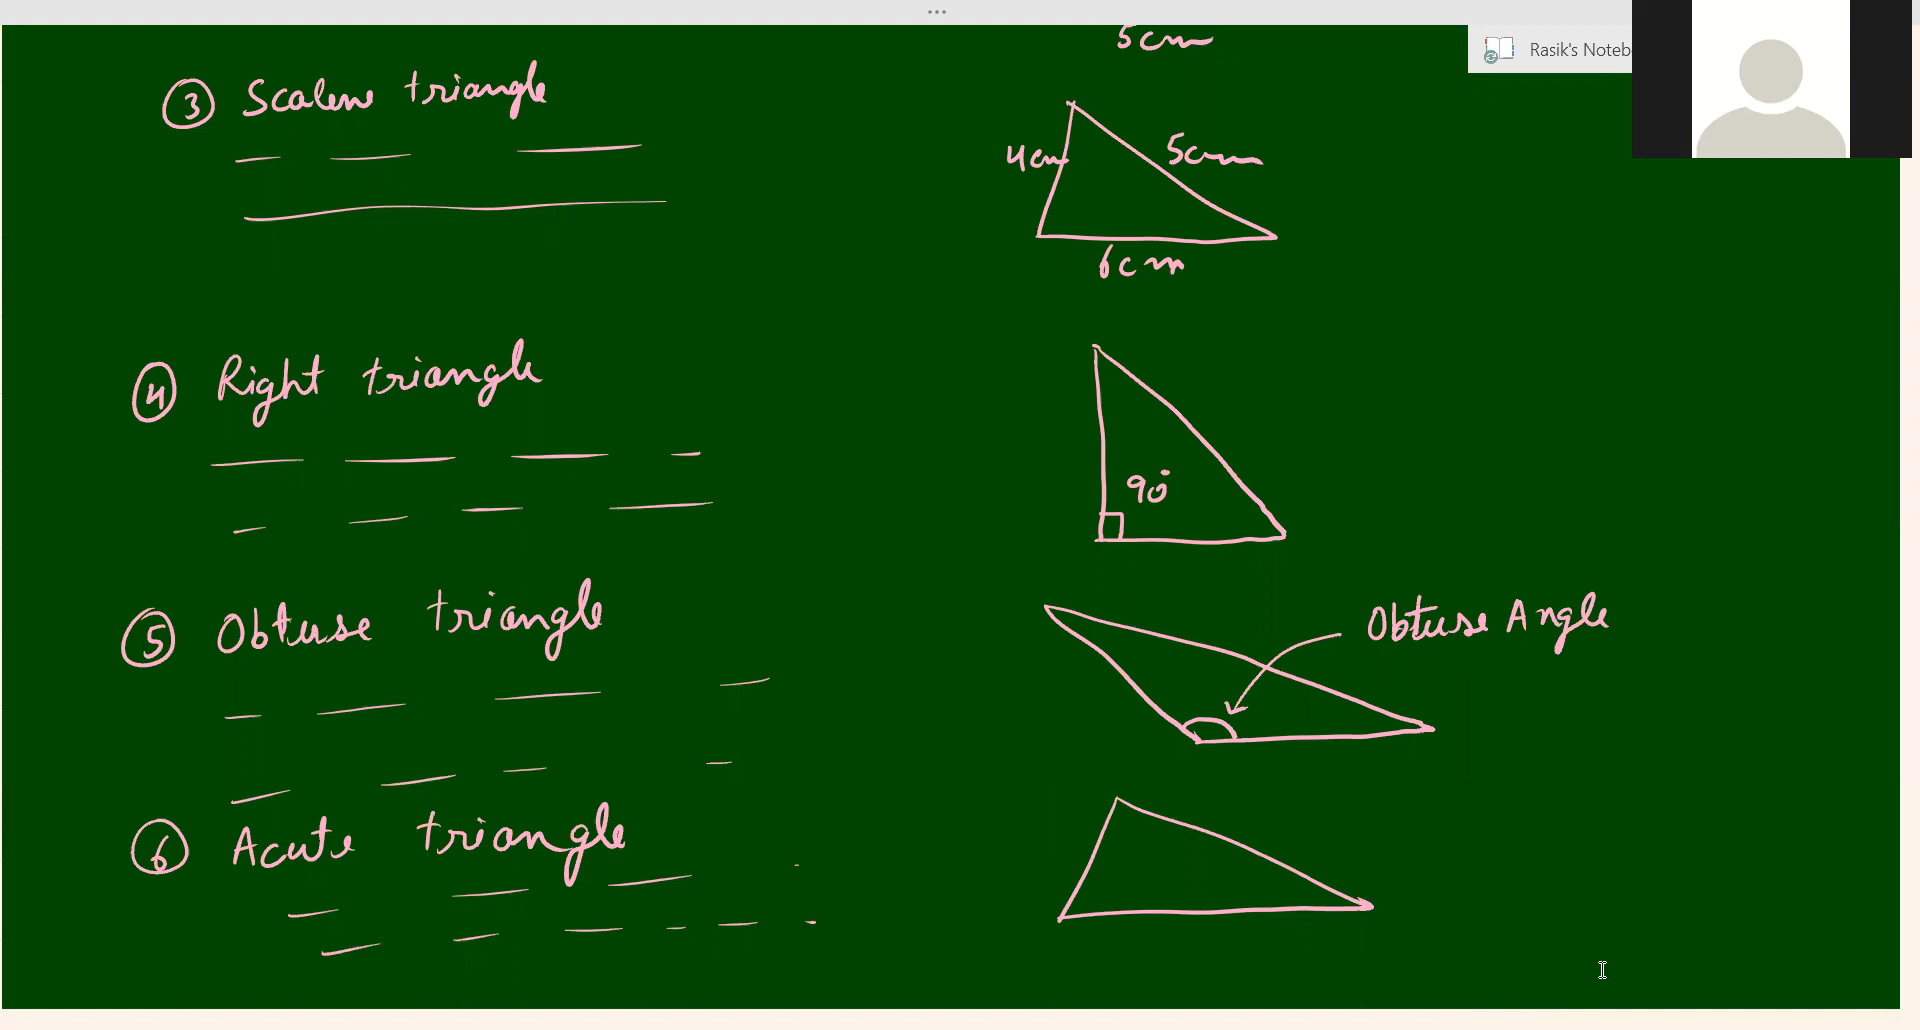 5cm
Rasik's Noteb
③ Scalene triangle
4cm
5cm
6cm
④ Right triangle
90°
⑤ Obtuse triangle
Obtuse Angle
⑥ Acute triangle